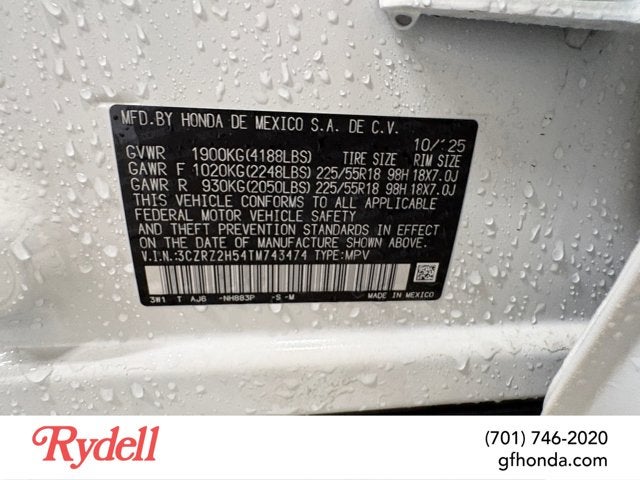 MFD.BY HONDA DE MEXICO S.A. DE C.V.
10/'25
GVWR 1900KG(4188LBS) TIRE SIZE RIM SIZE
GAWR F 1020KG(2248LBS) 225/55R18 98H 18X7.0J
GAWR R 930KG(2050LBS) 225/55R18 98H 18X7.0J
THIS VEHICLE CONFORMS TO ALL APPLICABLE
FEDERAL MOTOR VEHICLE SAFETY
AND THEFT PREVENTION STANDARDS IN EFFECT
ON THE DATE OF MANUFACTURE SHOWN ABOVE.
V.I.N.:3CZRZ2H54TM743474 TYPE:MPV
3W1 T AJ6 -NH883P -S -M MADE IN MEXICO
Rydell
(701) 746-2020
gfhonda.com